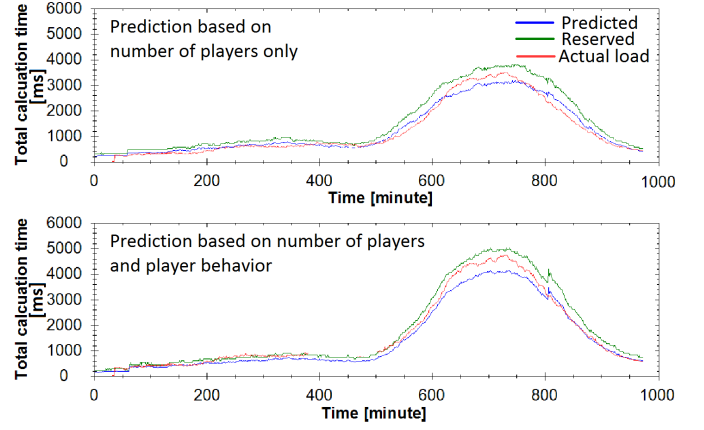 Prediction based on
number of players only
Predicted
Reserved
Actual load
Total calcuation time
[ms]
6000
5000
4000
3000
2000
1000
0
0 200 400 600 800 1000
Time [minute]
Prediction based on number of players
and player behavior
Total calcuation time
[ms]
6000
5000
4000
3000
2000
1000
0
0 200 400 600 800 1000
Time [minute]